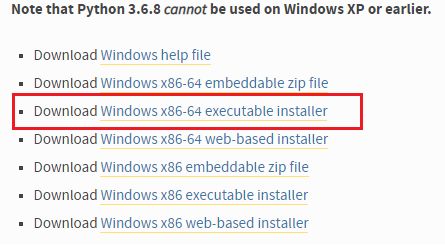 Note that Python 3.6.8 cannot be used on Windows XP or earlier.
Download Windows help file
Download Windows x86-64 embeddable zip file
Download Windows x86-64 executable installer
Download Windows x86-64 web-based installer
Download Windows x86 embeddable zip file
Download Windows x86 executable installer
Download Windows x86 web-based installer